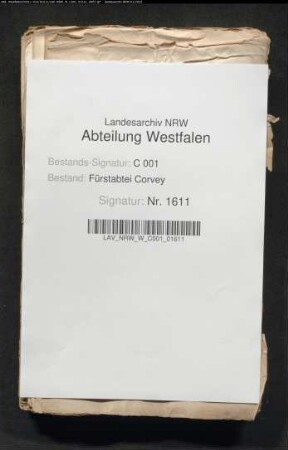 Landesarchiv NRW
Abteilung Westfalen
Bestands-Signatur: C 001
Bestand: Fürstabtei Corvey
Signatur: Nr. 1611
LAV_NRW_W_C001_01611